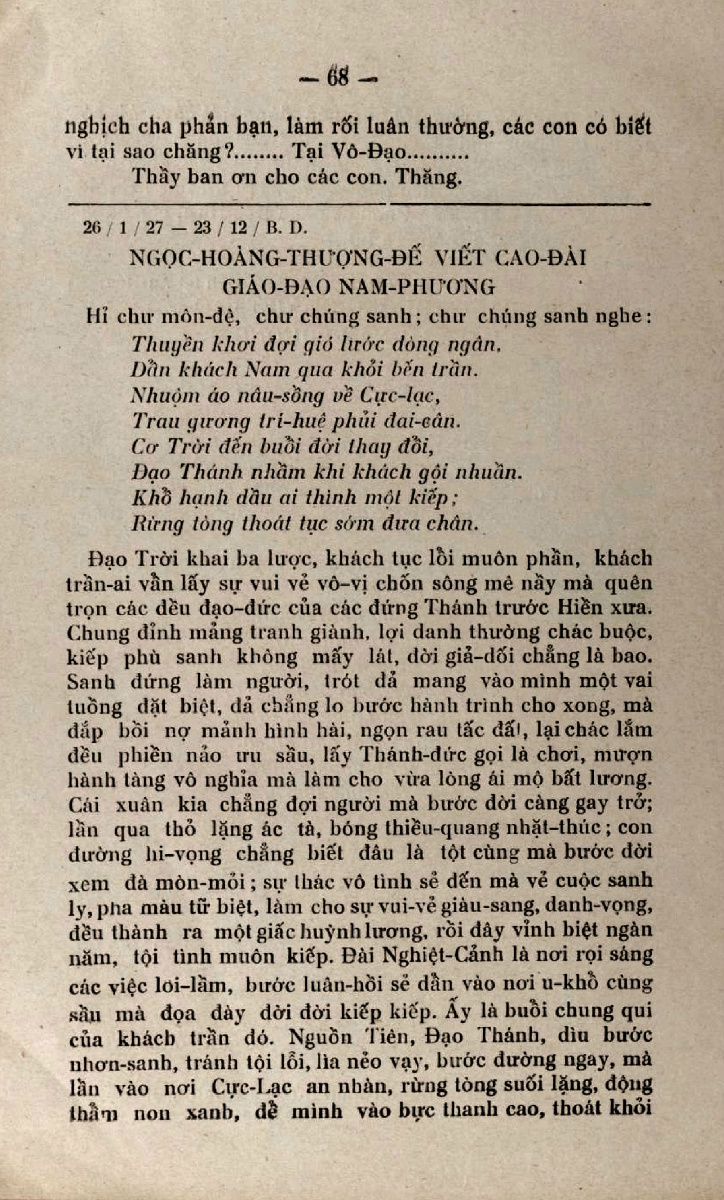 — 68 —
nghịch cha phản bạn, làm rối luân thường, các con có biết
vì tại sao chăng?........ Tại Vô-Đạo..........
Thầy ban ơn cho các con. Thăng.
26 / 1 / 27 — 23 / 12 / B. D.
NGỌC-HOÀNG-THƯỢNG-ĐẾ VIẾT CAO-ĐÀI
GIÁO-ĐẠO NAM-PHƯƠNG
Hỉ chư môn-đệ, chư chúng sanh; chư chúng sanh nghe:
Thuyền khơi đợi gió lướt dòng ngân,
Dẫn khách Nam qua khỏi bến trần.
Nhuộm áo nâu-sồng về Cực-lạc,
Trau gương tri-huệ phủi đai-cân.
Cơ Trời đến buổi đời thay đổi,
Đạo Thánh nhằm khi khách gội nhuần.
Khổ hạnh dầu ai thình một kiếp;
Rừng tòng thoát tục sớm đưa chân.
Đạo Trời khai ba lược, khách tục lồi muôn phần, khách
trần-ai vẫn lấy sự vui vẻ vô-vị chốn sông mê nầy mà quên
trọn các đều đạo-đức của các đứng Thánh trước Hiền xưa.
Chung đỉnh mảng tranh giành, lợi danh thường chác buộc,
kiếp phù sanh không mấy lát, đời giả-dối chẳng là bao.
Sanh đứng làm người, trót đả mang vào mình một vai
tuồng đặt biệt, đả chẳng lo bước hành trình cho xong, mà
đắp bồi nợ mảnh hình hài, ngọn rau tấc đất, lại chác lắm
đều phiền nảo ưu sầu, lấy Thánh-đức gọi là chơi, mượn
hành tàng vô nghỉa mà làm cho vừa lòng ái mộ bất lương.
Cái xuân kia chẳng đợi người mà bước đời càng gay trở;
lần qua thỏ lặng ác tà, bóng thiều-quang nhặt-thúc; con
đường hi-vọng chẳng biết đâu là tột cùng mà bước đời
xem đà mòn-mỏi; sự thác vô tình sẻ đến mà vẻ cuộc sanh
ly, pha màu tữ biệt, làm cho sự vui-vẻ giàu-sang, danh-vọng,
đều thành ra một giấc huỳnh lương, rồi đây vỉnh biệt ngàn
năm, tội tình muôn kiếp. Đài Nghiệt-Cảnh là nơi rọi sáng
các việc lơi-lầm, bước luân-hồi sẻ dẫn vào nơi u-khổ cùng
sầu mà đọa đày đời đời kiếp kiếp. Ấy là buổi chung qui
của khách trần đó. Nguồn Tiên, Đạo Thánh, dìu bước
nhơn-sanh, tránh tội lỗi, lìa nẻo vạy, bước đường ngay, mà
lần vào nơi Cực-Lạc an nhàn, rừng tòng suối lặng, động
thẳm non xanh, để mình vào bực thanh cao, thoát khỏi